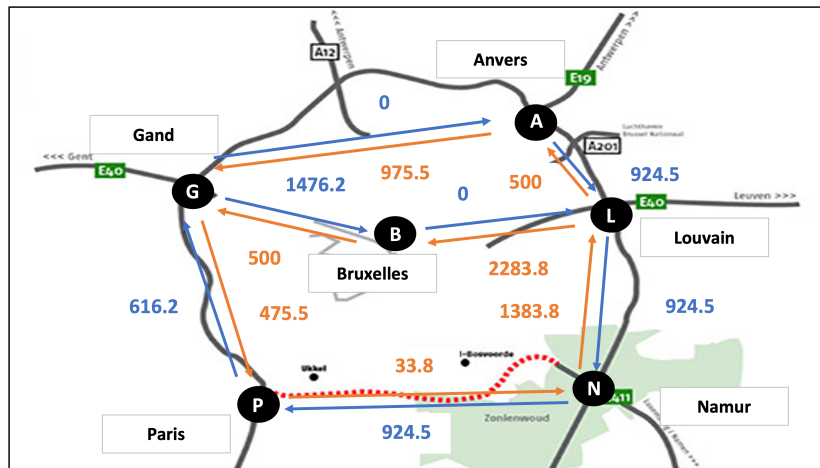 <<< Antwerpen
A12
Anvers
Antwerpen >>>
E19
0
A
Luchthaven
Brussel Nationaal
A201
Gand
<<< Gent
E40
G
1476.2
975.5
500
924.5
0
Leuven >>>
E40
B
L
Louvain
500
Bruxelles
2283.8
616.2
475.5
1383.8
924.5
33.8
Ukkel
l-Bosvoorde
P
N
411
Namur
Zonienwoud
Paris
924.5